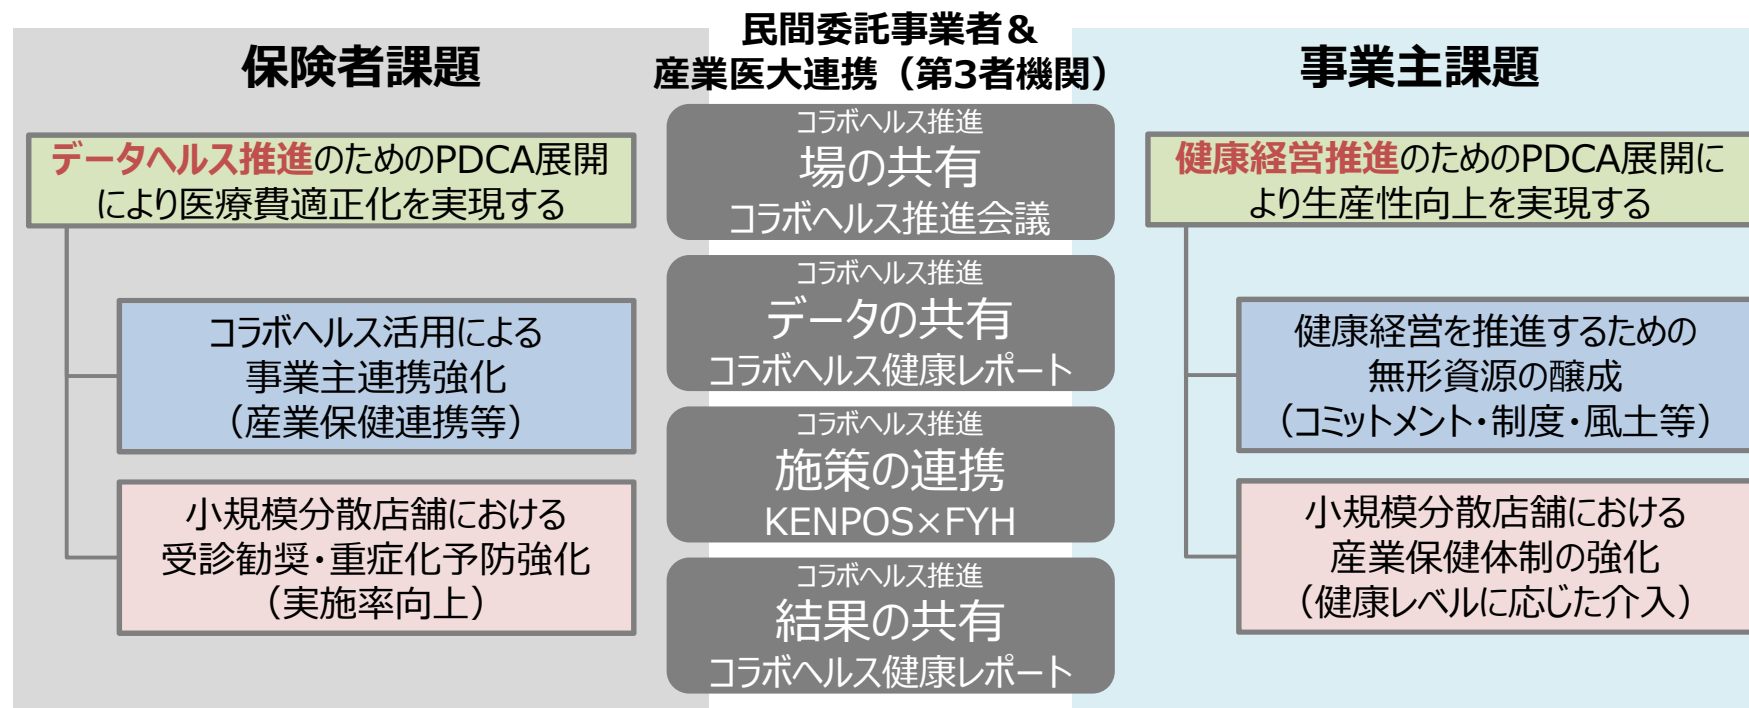 保険者課題
データヘルス推進のためのPDCA展開
により医療費適正化を実現する
コラボヘルス活用による
事業主連携強化
（産業保健連携等）
小規模分散店舗における
受診勧奨・重症化予防強化
（実施率向上）
民間委託事業者＆
産業医大連携（第3者機関）
コラボヘルス推進
場の共有
コラボヘルス推進会議
コラボヘルス推進
データの共有
コラボヘルス健康レポート
コラボヘルス推進
施策の連携
KENPOS×FYH
コラボヘルス推進
結果の共有
コラボヘルス健康レポート
事業主課題
健康経営推進のためのPDCA展開に
より生産性向上を実現する
健康経営を推進するための
無形資源の醸成
（コミットメント・制度・風土等）
小規模分散店舗における
産業保健体制の強化
（健康レベルに応じた介入）